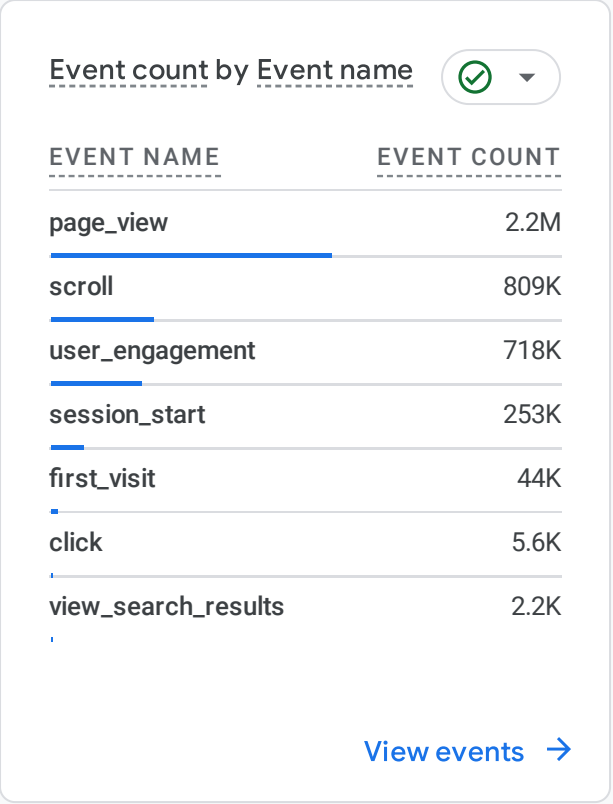 Event count by Event name
EVENT NAME EVENT COUNT
page_view 2.2M
scroll 809K
user_engagement 718K
session_start 253K
first_visit 44K
click 5.6K
view_search_results 2.2K
View events